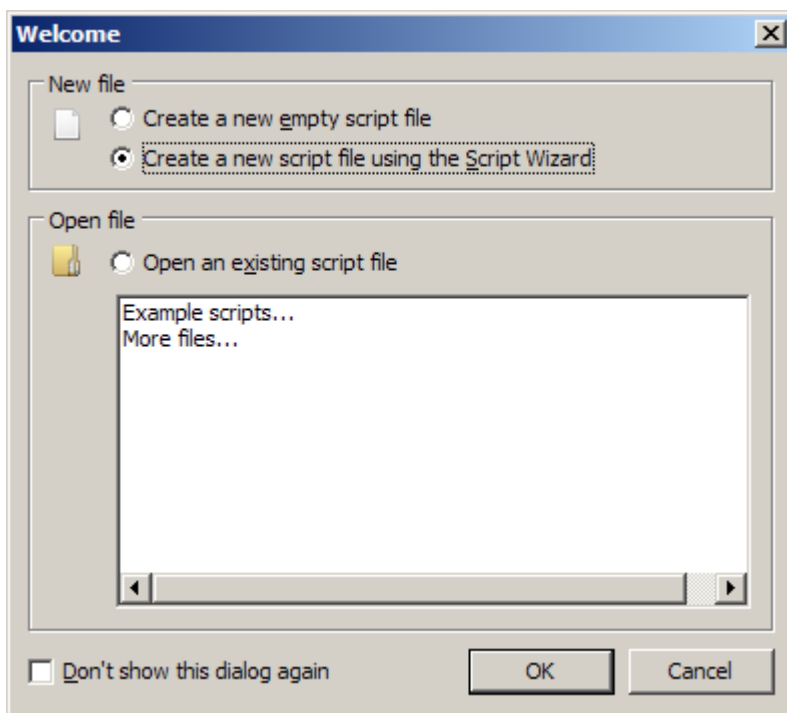 Welcome
New file
Create a new empty script file
Create a new script file using the Script Wizard
Open file
Open an existing script file
Example scripts...
More files...
Don't show this dialog again
OK
Cancel